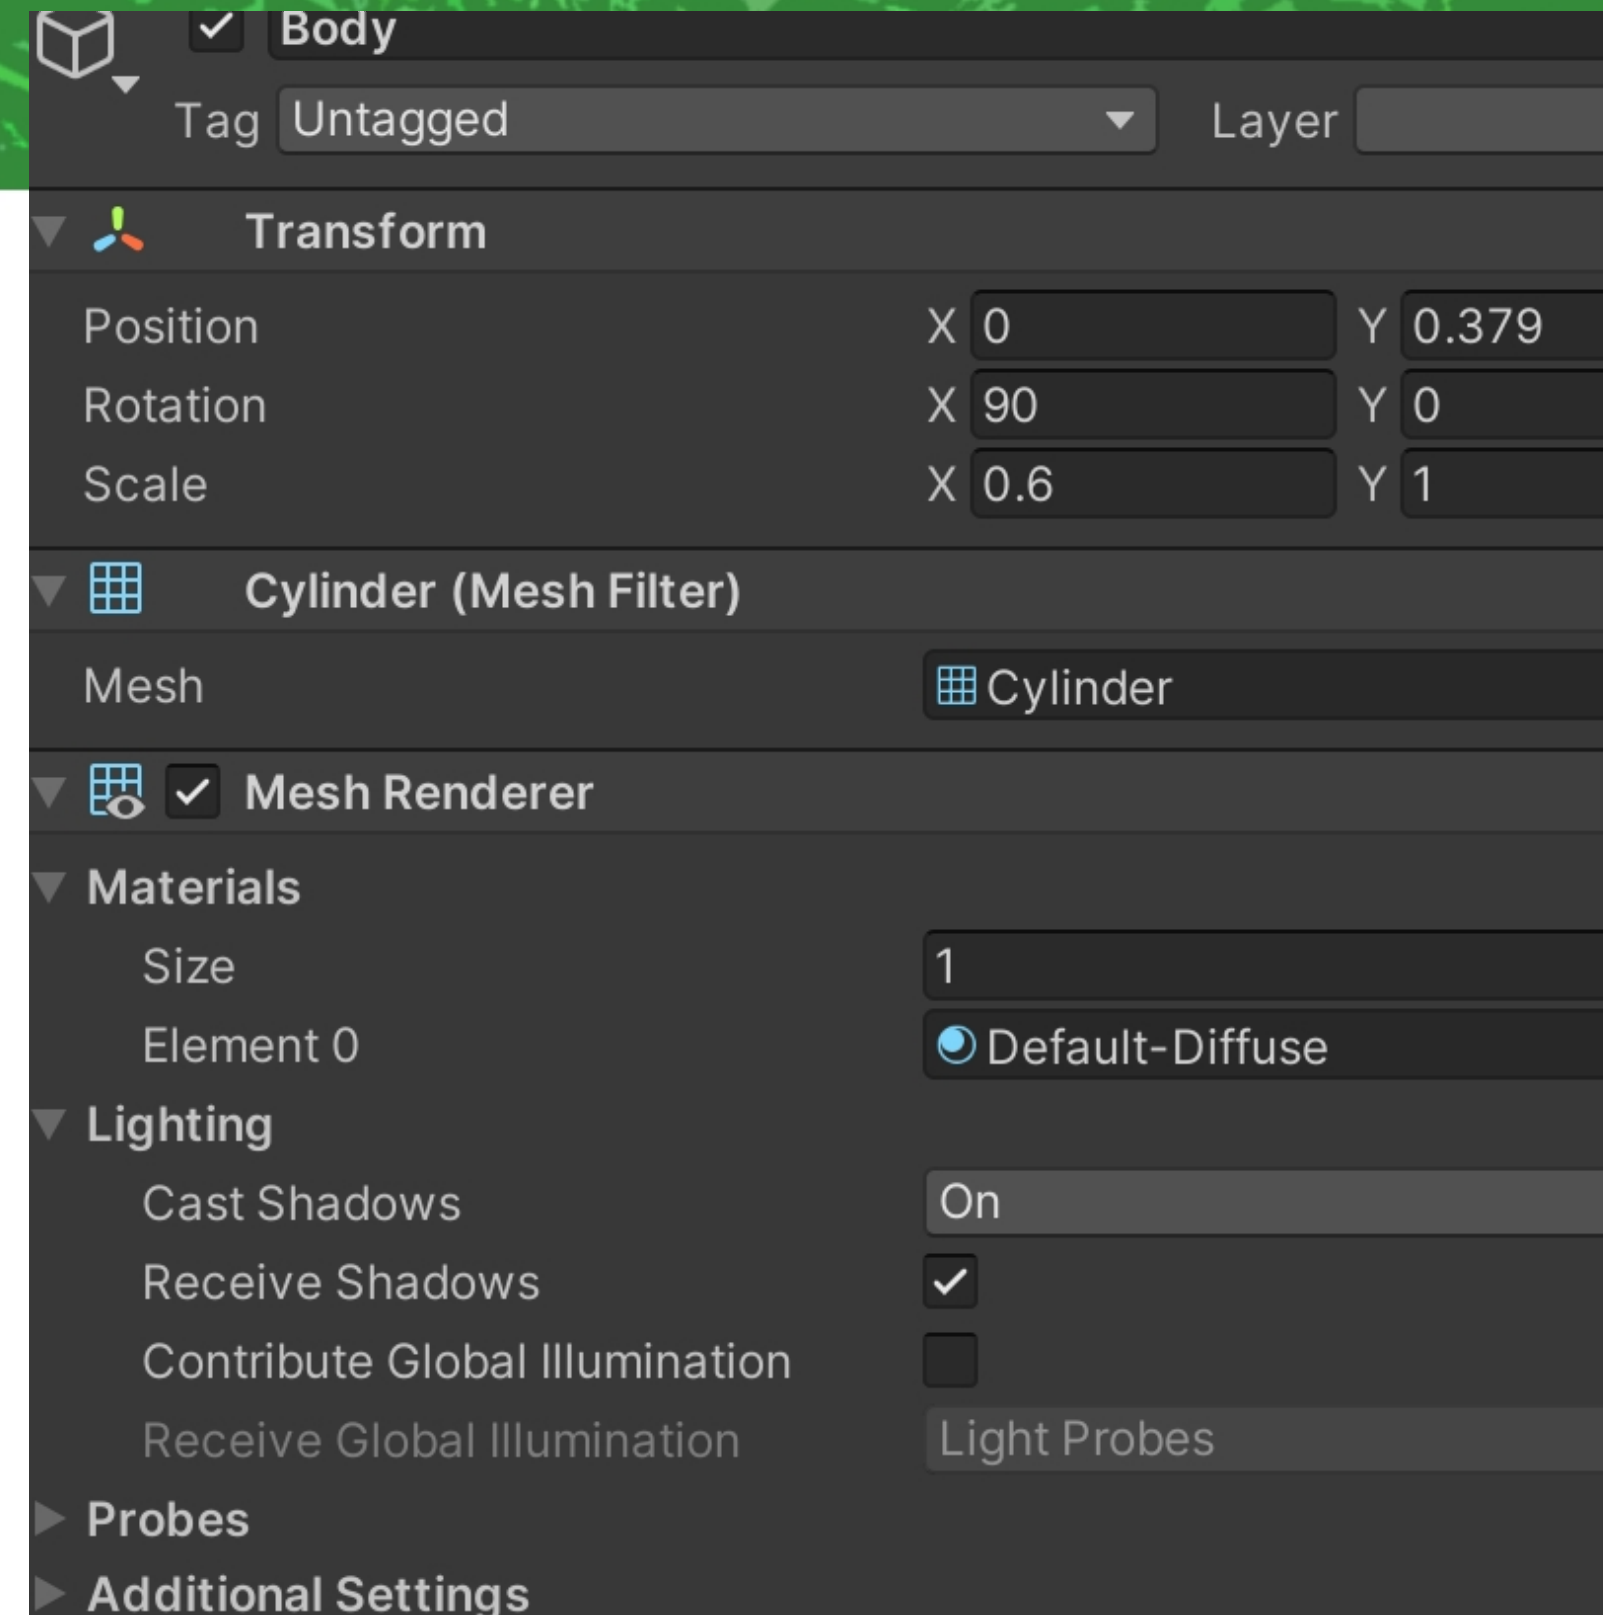 Body
Tag Untagged Layer
Transform
Position X 0 Y 0.379
Rotation X 90 Y 0
Scale X 0.6 Y 1
Cylinder (Mesh Filter)
Mesh Cylinder
Mesh Renderer
Materials
Size 1
Element 0 Default-Diffuse
Lighting
Cast Shadows On
Receive Shadows
Contribute Global Illumination
Receive Global Illumination Light Probes
Probes
Additional Settings